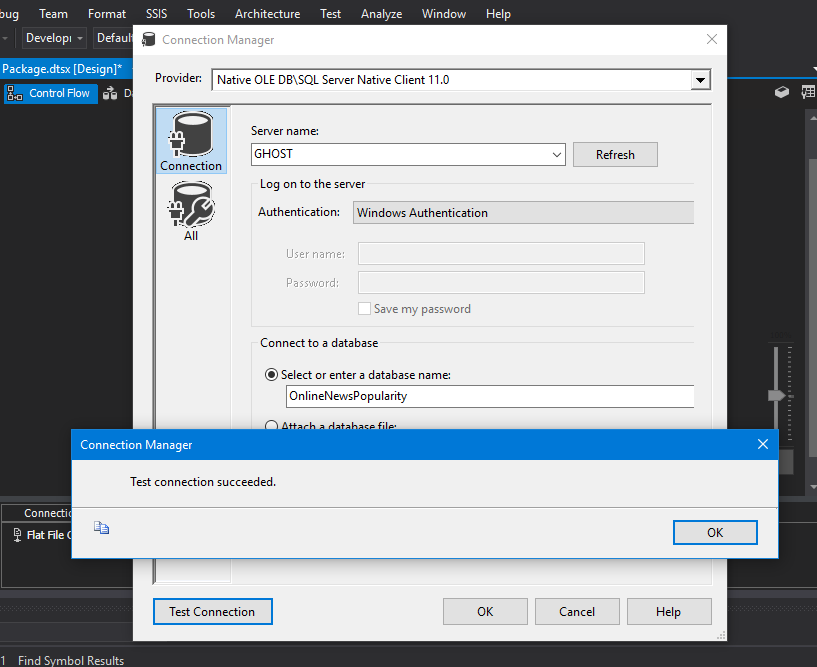 bug Team Format SSIS Tools Architecture Test Analyze Window Help
Develop Default
Connection Manager
Package.dtsx [Design]*
Provider: Native OLE DB\SQL Server Native Client 11.0
Control Flow Da
Connection
All
Server name:
GHOST Refresh
Log on to the server
Authentication: Windows Authentication
User name:
Password:
Save my password
Connect to a database
Select or enter a database name:
OnlineNewsPopularity
Attach a database file:
Connection Manager
Test connection succeeded.
OK
Connectio
Flat File C
Test Connection OK Cancel Help
1 Find Symbol Results